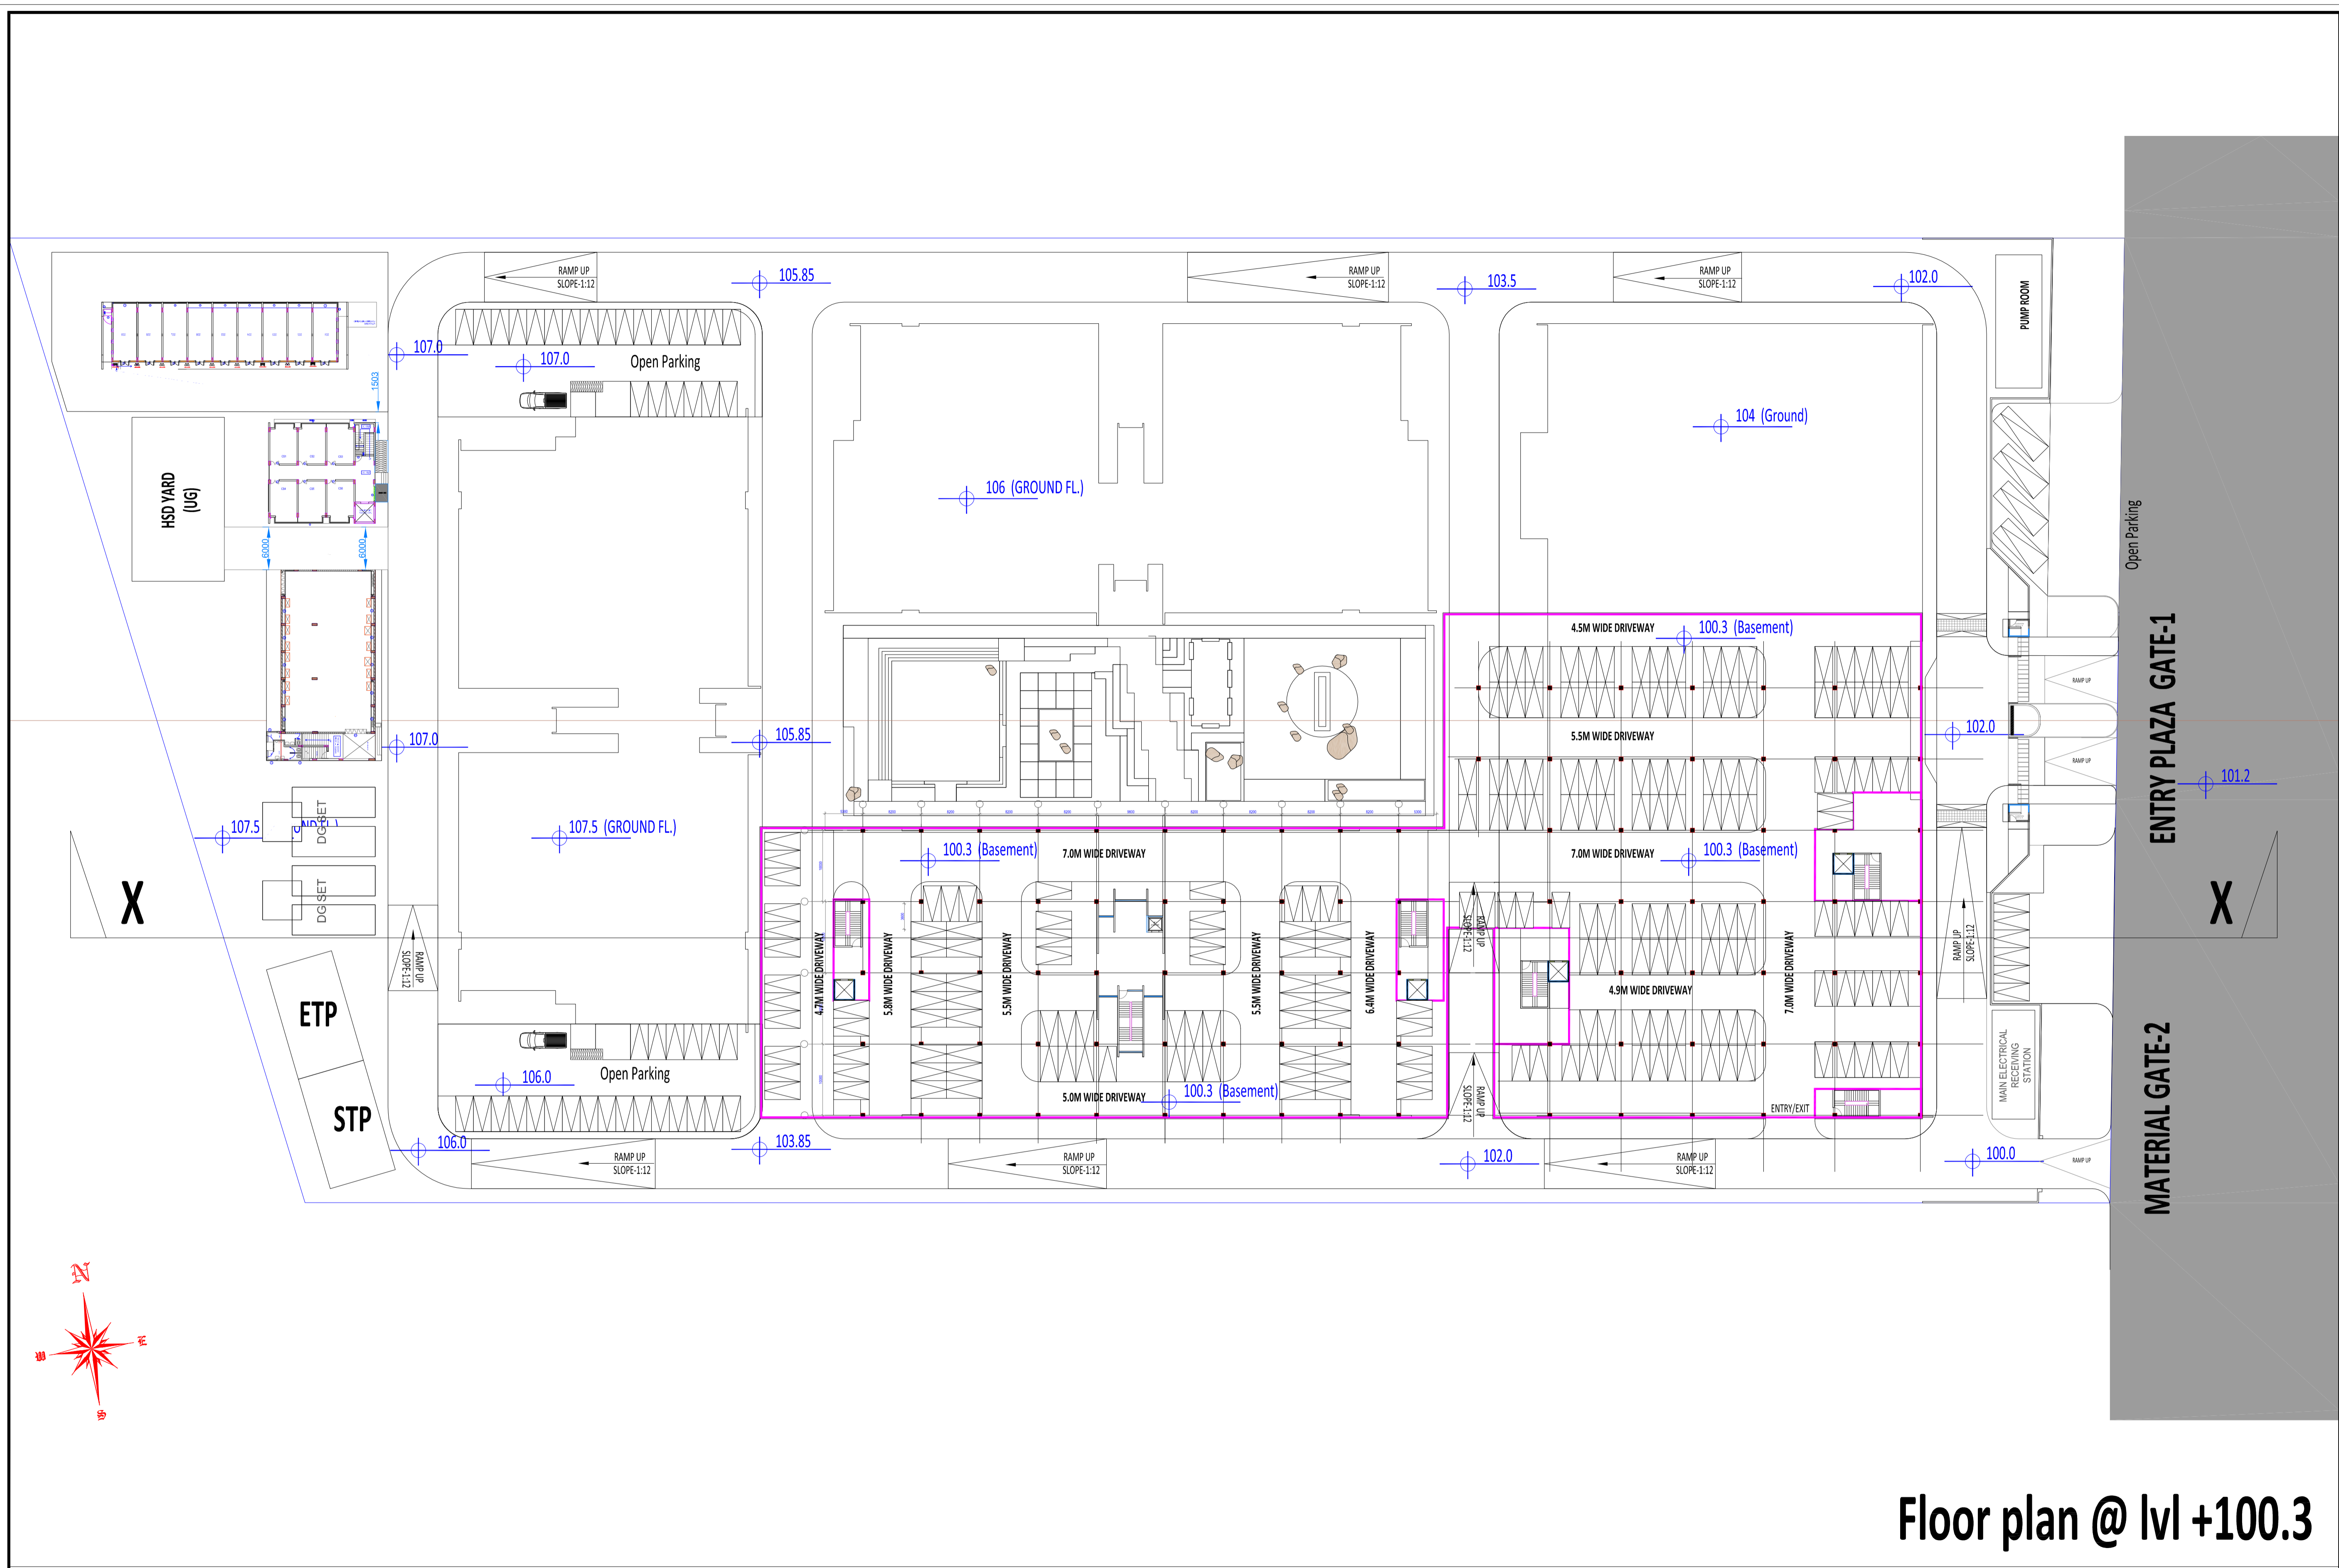 RAMP UP
SLOPE-1:12
105.85
RAMP UP
SLOPE-1:12
103.5
RAMP UP
SLOPE-1:12
102.0
PUMP ROOM
107.0
107.0
Open Parking
1503
104 (Ground)
HSD YARD
(UG)
106 (GROUND FL.)
Open Parking
6000
6000
4.5M WIDE DRIVEWAY
100.3 (Basement)
ENTRY PLAZA GATE-1
RAMP UP
107.0
105.85
5.5M WIDE DRIVEWAY
102.0
RAMP UP
101.2
107.5
DG SET
107.5 (GROUND FL.)
100.3 (Basement)
7.0M WIDE DRIVEWAY
7.0M WIDE DRIVEWAY
100.3 (Basement)
X
DG SET
X
RAMP UP
SLOPE-1:12
4.7M WIDE DRIVEWAY
5.8M WIDE DRIVEWAY
5.5M WIDE DRIVEWAY
5.5M WIDE DRIVEWAY
6.4M WIDE DRIVEWAY
RAMP UP
SLOPE-1:12
4.9M WIDE DRIVEWAY
7.0M WIDE DRIVEWAY
RAMP UP
SLOPE-1:12
ETP
STP
106.0
Open Parking
5.0M WIDE DRIVEWAY
100.3 (Basement)
RAMP UP
SLOPE-1:12
ENTRY/EXIT
MAIN ELECTRICAL
RECEIVING
STATION
MATERIAL GATE-2
106.0
RAMP UP
SLOPE-1:12
103.85
RAMP UP
SLOPE-1:12
102.0
RAMP UP
SLOPE-1:12
100.0
RAMP UP
N
Floor plan @ lvl +100.3